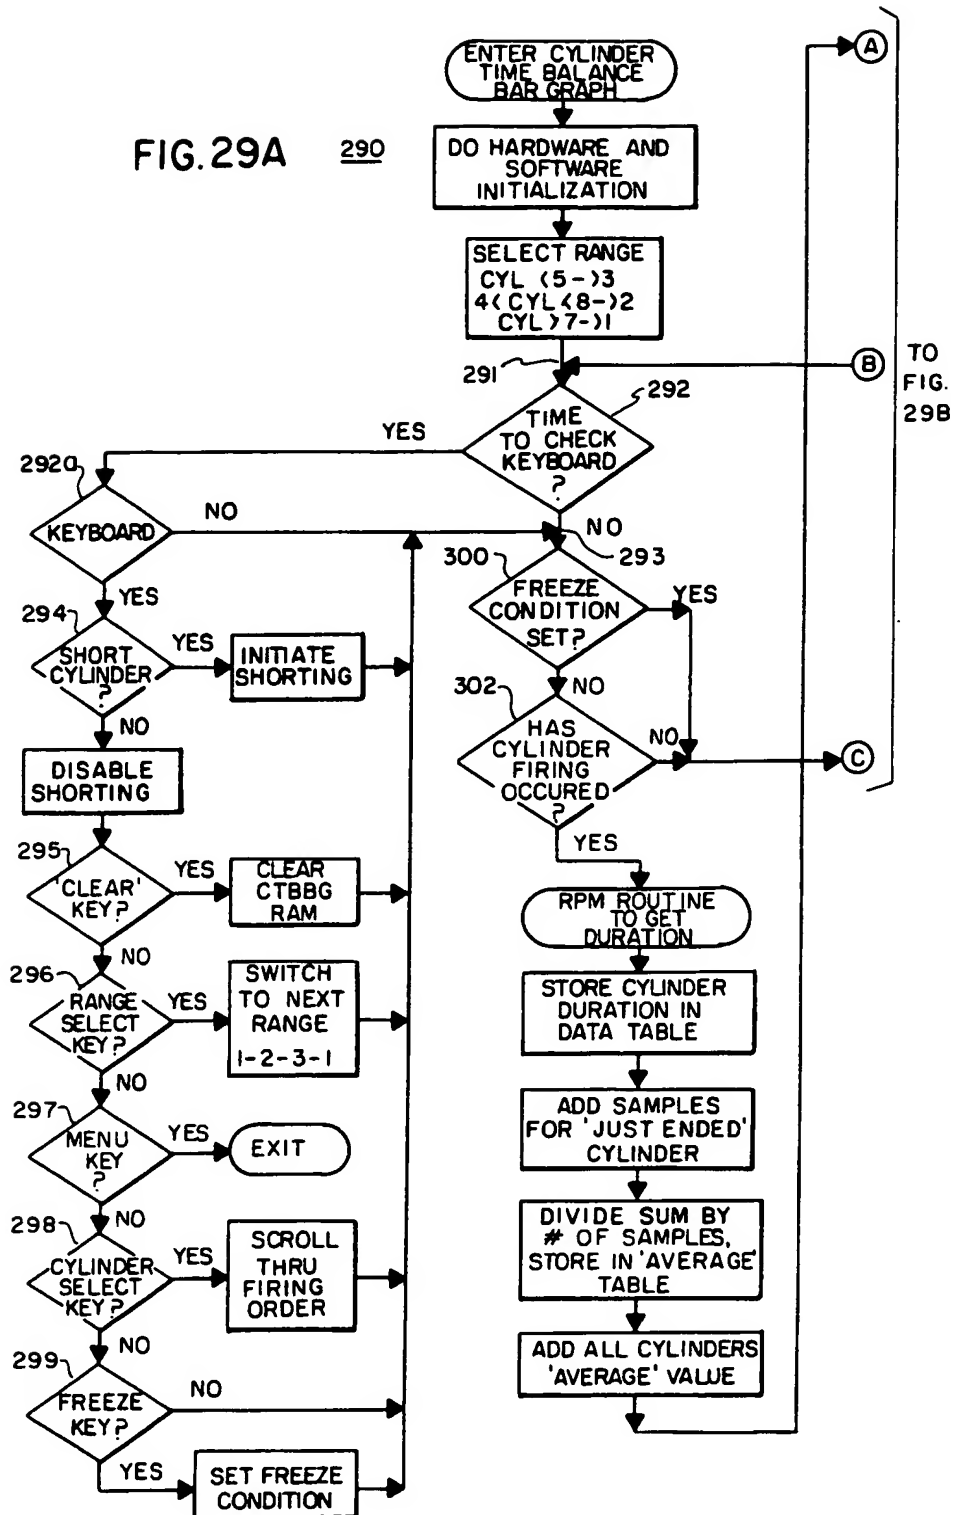 ENTER CYLINDER
TIME BALANCE
BAR GRAPH
A
FIG. 29A
290
DO HARDWARE AND
SOFTWARE
INITIALIZATION
SELECT RANGE
CYL <5->3
4< CYL <8->2
CYL >7->1
291
B
TO
FIG.
29B
292
TIME
TO CHECK
KEYBOARD
?
YES
NO
292a
KEYBOARD
NO
YES
293
300
FREEZE
CONDITION
SET?
YES
NO
294
SHORT
CYLINDER
?
YES
INITIATE
SHORTING
NO
302
HAS
CYLINDER
FIRING
OCCURED
?
NO
C
YES
DISABLE
SHORTING
295
'CLEAR'
KEY?
YES
CLEAR
CTBBG
RAM
NO
RPM ROUTINE
TO GET
DURATION
296
RANGE
SELECT
KEY?
YES
SWITCH
TO NEXT
RANGE
1-2-3-1
NO
STORE CYLINDER
DURATION IN
DATA TABLE
ADD SAMPLES
FOR 'JUST ENDED'
CYLINDER
297
MENU
KEY
?
YES
EXIT
NO
DIVIDE SUM BY
# OF SAMPLES,
STORE IN 'AVERAGE'
TABLE
298
CYLINDER
SELECT
KEY?
YES
SCROLL
THRU
FIRING
ORDER
NO
ADD ALL CYLINDERS
'AVERAGE' VALUE
299
FREEZE
KEY?
NO
YES
SET FREEZE
CONDITION